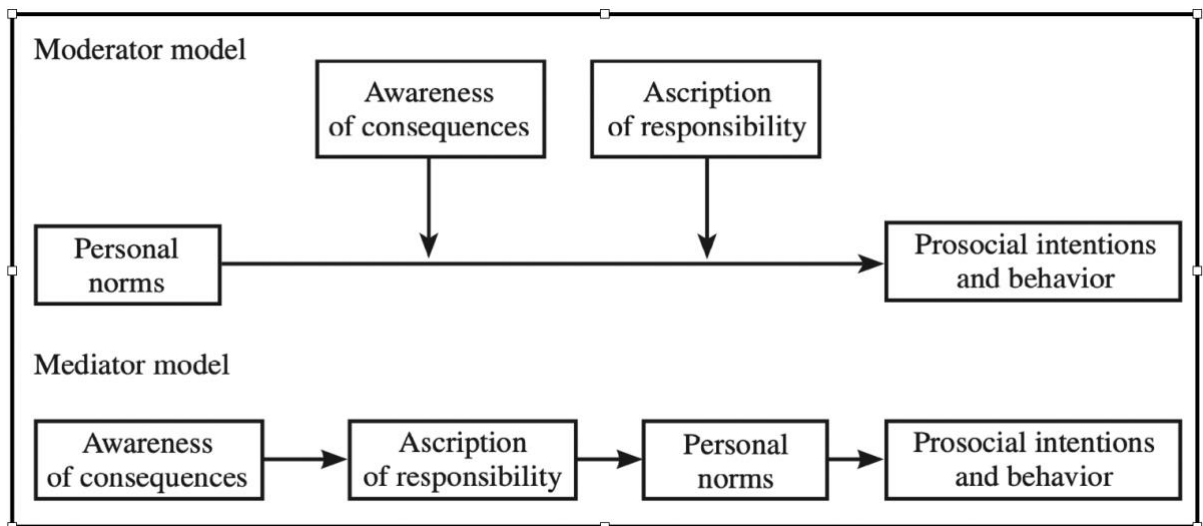 Moderator model
Awareness
of consequences
Ascription
of responsibility
Personal
norms
Prosocial intentions
and behavior
Mediator model
Awareness
of consequences
Ascription
of responsibility
Personal
norms
Prosocial intentions
and behavior